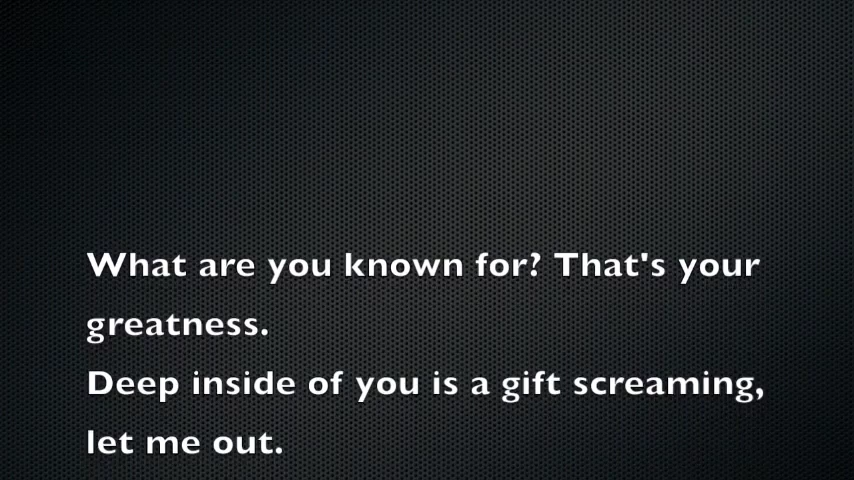 What are you known for? That's your
greatness.
Deep inside of you is a gift screaming,
let me out.